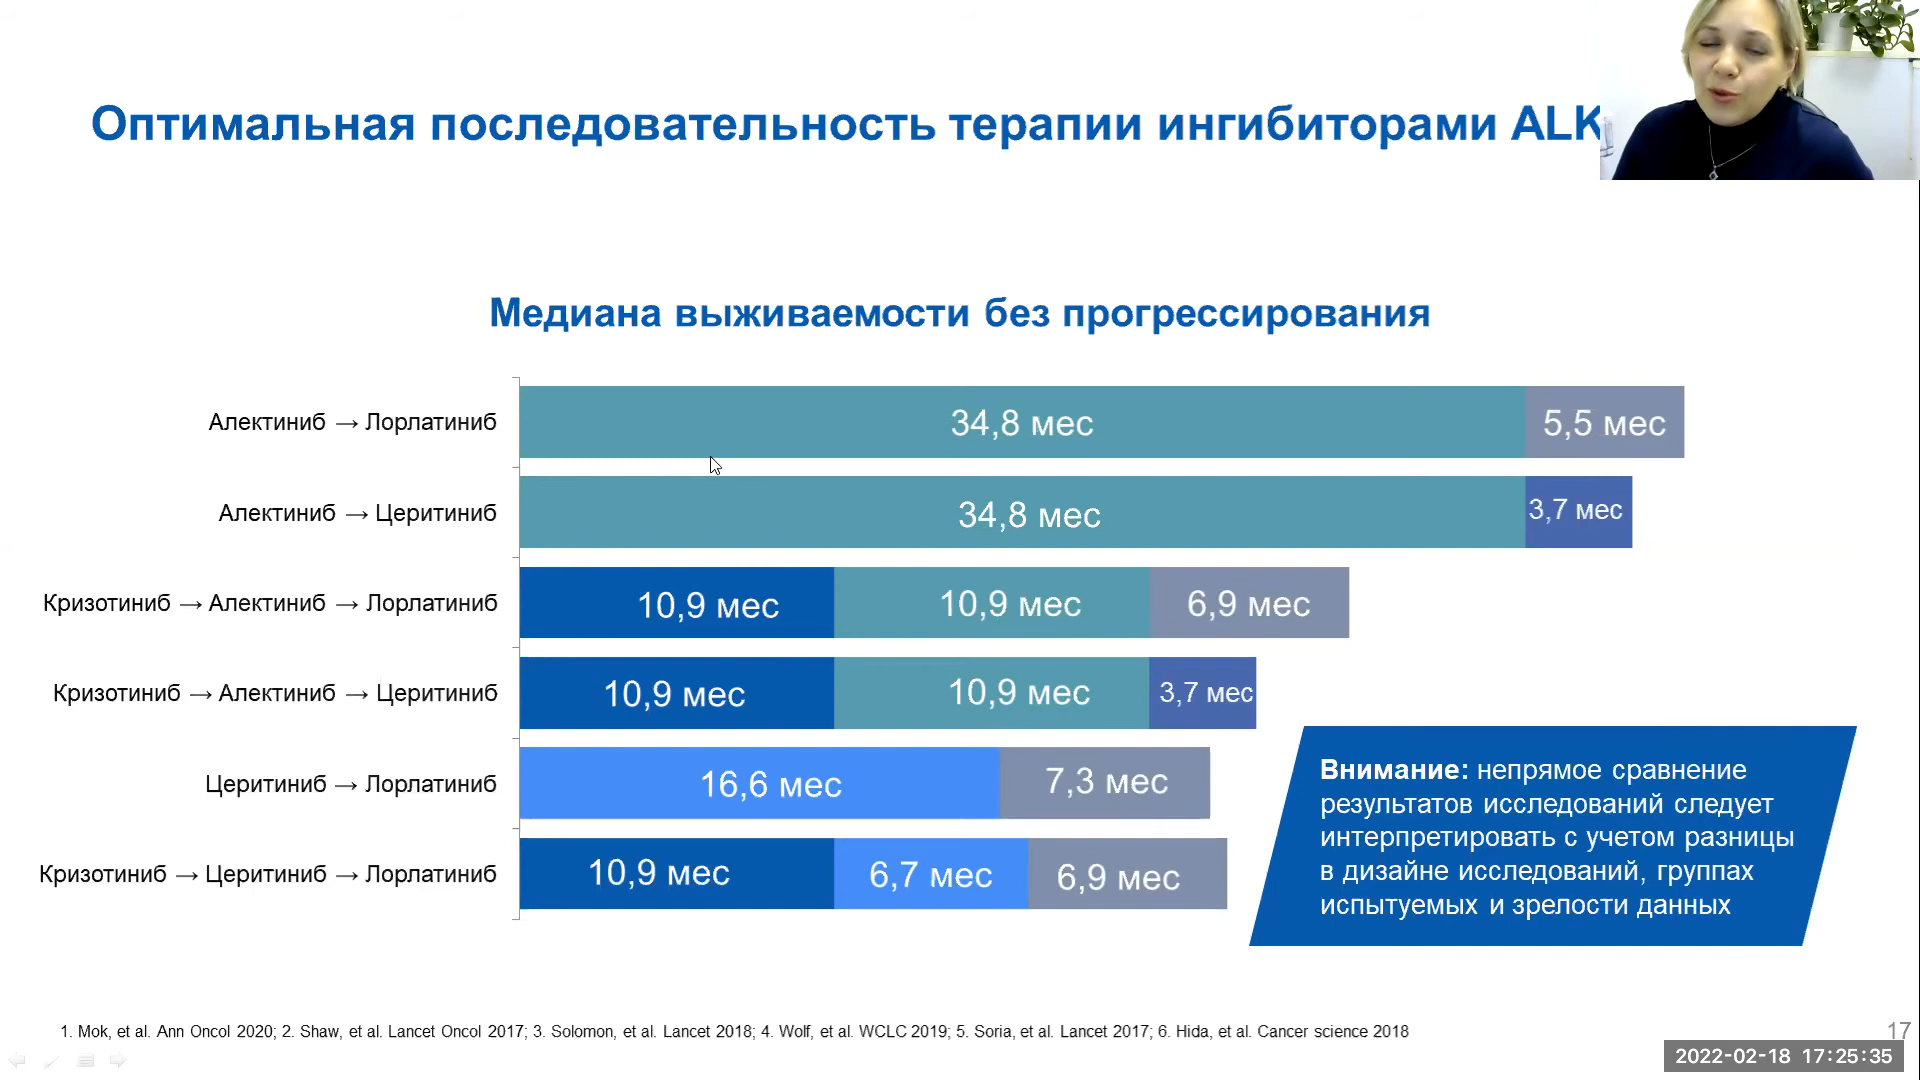 Оптимальная последовательность терапии ингибиторами ALK
Медиана выживаемости без прогрессирования
Алектиниб → Лорлатиниб
34,8 мес
5,5 мес
Алектиниб → Церитиниб
34,8 мес
3,7 мес
Кризотиниб → Алектиниб → Лорлатиниб
10,9 мес
10,9 мес
6,9 мес
Кризотиниб → Алектиниб → Церитиниб
10,9 мес
10,9 мес
3,7 мес
Церитиниб → Лорлатиниб
16,6 мес
7,3 мес
Кризотиниб → Церитиниб → Лорлатиниб
10,9 мес
6,7 мес
6,9 мес
Внимание: непрямое сравнение
результатов исследований следует
интерпретировать с учетом разницы
в дизайне исследований, группах
испытуемых и зрелости данных
1. Mok, et al. Ann Oncol 2020; 2. Shaw, et al. Lancet Oncol 2017; 3. Solomon, et al. Lancet 2018; 4. Wolf, et al. WCLC 2019; 5. Soria, et al. Lancet 2017; 6. Hida, et al. Cancer science 2018
17
2022-02-18 17:25:35